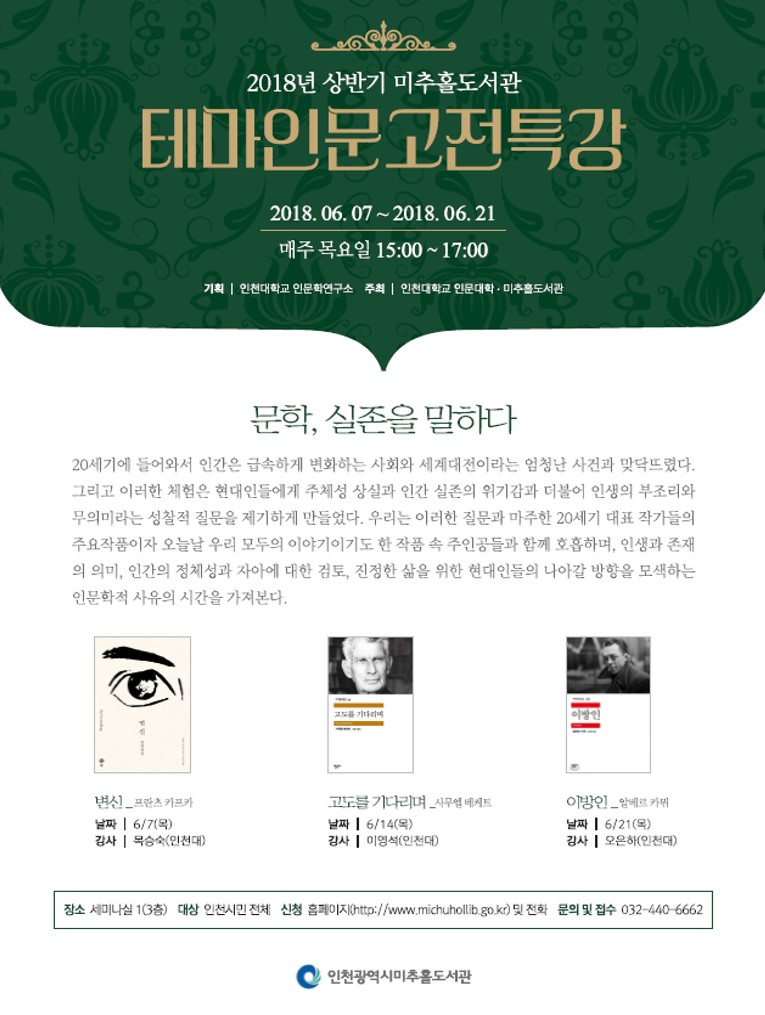 2018년 상반기 미추홀도서관
테마인문고전특강
2018. 06. 07 ~ 2018. 06. 21
매주 목요일 15:00 ~ 17:00
기획 | 인천대학교 인문학연구소 주최 | 인천대학교 인문대학 · 미추홀도서관
문학, 실존을 말하다
20세기에 들어와서 인간은 급속하게 변화하는 사회와 세계대전이라는 엄청난 사건과 맞닥뜨렸다.
그리고 이러한 체험은 현대인들에게 주체성 상실과 인간 실존의 위기감과 더불어 인생의 부조리와
무의미라는 성찰적 질문을 제기하게 만들었다. 우리는 이러한 질문과 마주한 20세기 대표 작가들의
주요작품이자 오늘날 우리 모두의 이야기이기도 한 작품 속 주인공들과 함께 호흡하며, 인생과 존재
의 의미, 인간의 정체성과 자아에 대한 검토, 진정한 삶을 위한 현대인들의 나아갈 방향을 모색하는
인문학적 사유의 시간을 가져본다.
변신
고도를 기다리며
이방인
변신 _프란츠 카프카
날짜 | 6/7(목)
강사 | 목승숙(인천대)
고도를 기다리며 _사무엘 베케트
날짜 | 6/14(목)
강사 | 이영석(인천대)
이방인 _알베르 카뮈
날짜 | 6/21(목)
강사 | 오은하(인천대)
장소 세미나실 1(3층) 대상 인천시민 전체 신청 홈페이지(http://www.michuhollib.go.kr) 및 전화 문의 및 접수 032-440-6662
인천광역시미추홀도서관